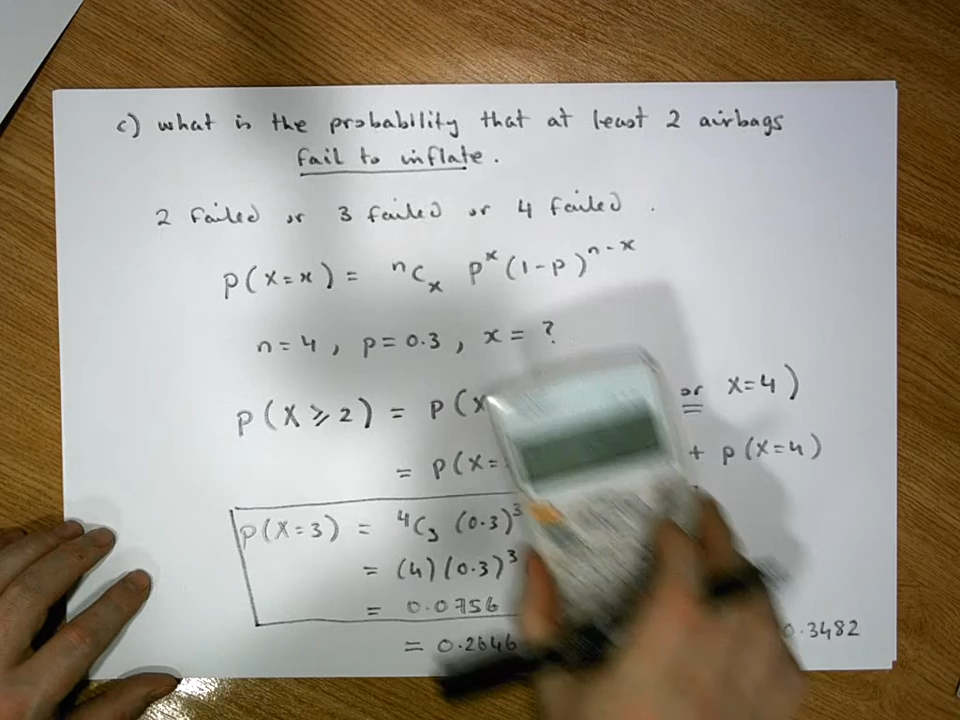 c) what is the probability that at least 2 airbags
fail to inflate.
2 failed or 3 failed or 4 failed.
p(X=x) = ⁿCₓ pˣ(1-p)ⁿ⁻ˣ
n=4, p=0.3, x=?
p(X⩾2) = p(X or X=4)
= p(X= + p(X=4)
p(X=3) = ⁴C₃ (0.3)³
= (4)(0.3)³
= 0.0756
= 0.2646 0.3482